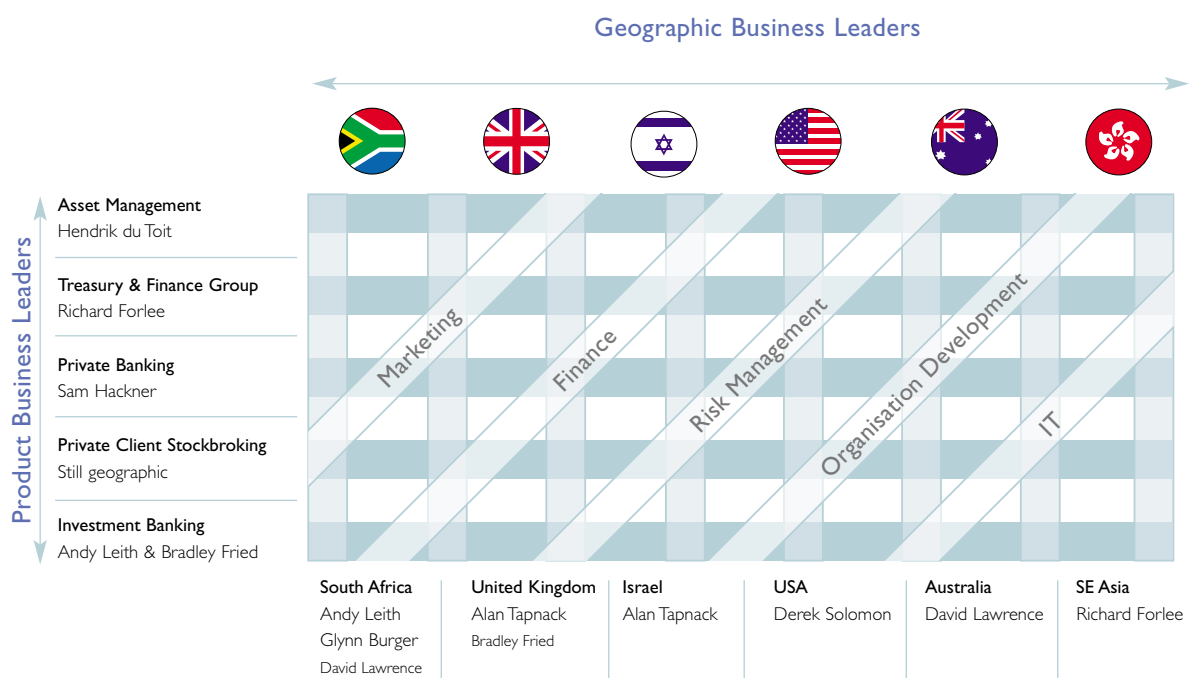 Geographic Business Leaders
Product Business Leaders
Asset Management
Hendrik du Toit
Treasury & Finance Group
Richard Forlee
Private Banking
Sam Hackner
Private Client Stockbroking
Still geographic
Investment Banking
Andy Leith & Bradley Fried
Marketing
Finance
Risk Management
Organisation Development
IT
South Africa
Andy Leith
Glynn Burger
David Lawrence
United Kingdom
Alan Tapnack
Bradley Fried
Israel
Alan Tapnack
USA
Derek Solomon
Australia
David Lawrence
SE Asia
Richard Forlee